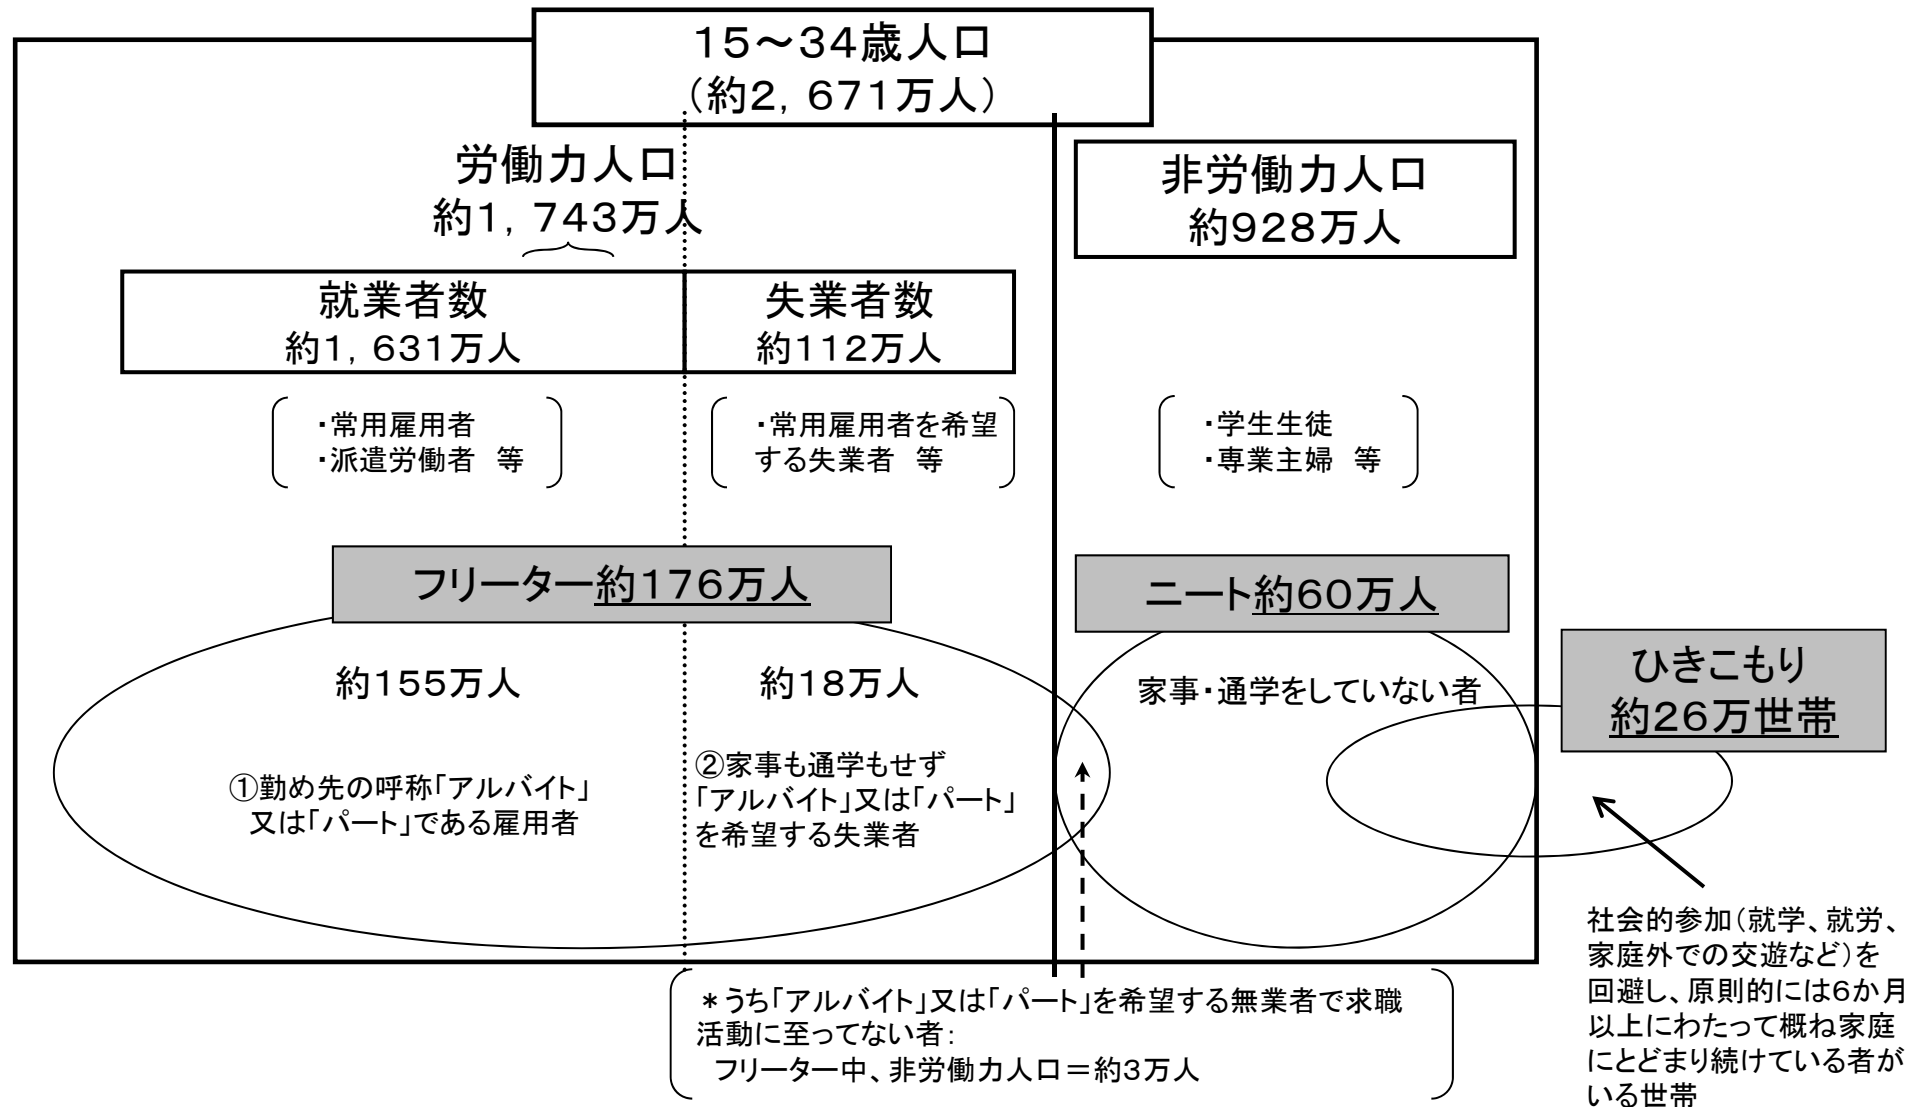 15～34歳人口
（約2，671万人）
労働力人口
約1，743万人
非労働力人口
約928万人
就業者数
約1，631万人
失業者数
約112万人
・常用雇用者
・派遣労働者　等
・常用雇用者を希望
する失業者　等
・学生生徒
・専業主婦　等
フリーター約176万人
ニート約60万人
ひきこもり
約26万世帯
約155万人
約18万人
家事・通学をしていない者
①勤め先の呼称「アルバイト」
又は「パート」である雇用者
②家事も通学もせず
「アルバイト」又は「パート」
を希望する失業者
＊うち「アルバイト」又は「パート」を希望する無業者で求職
活動に至ってない者：
フリーター中、非労働力人口＝約3万人
社会的参加（就学、就労、
家庭外での交遊など）を
回避し、原則的には6か月
以上にわたって概ね家庭
にとどまり続けている者が
いる世帯